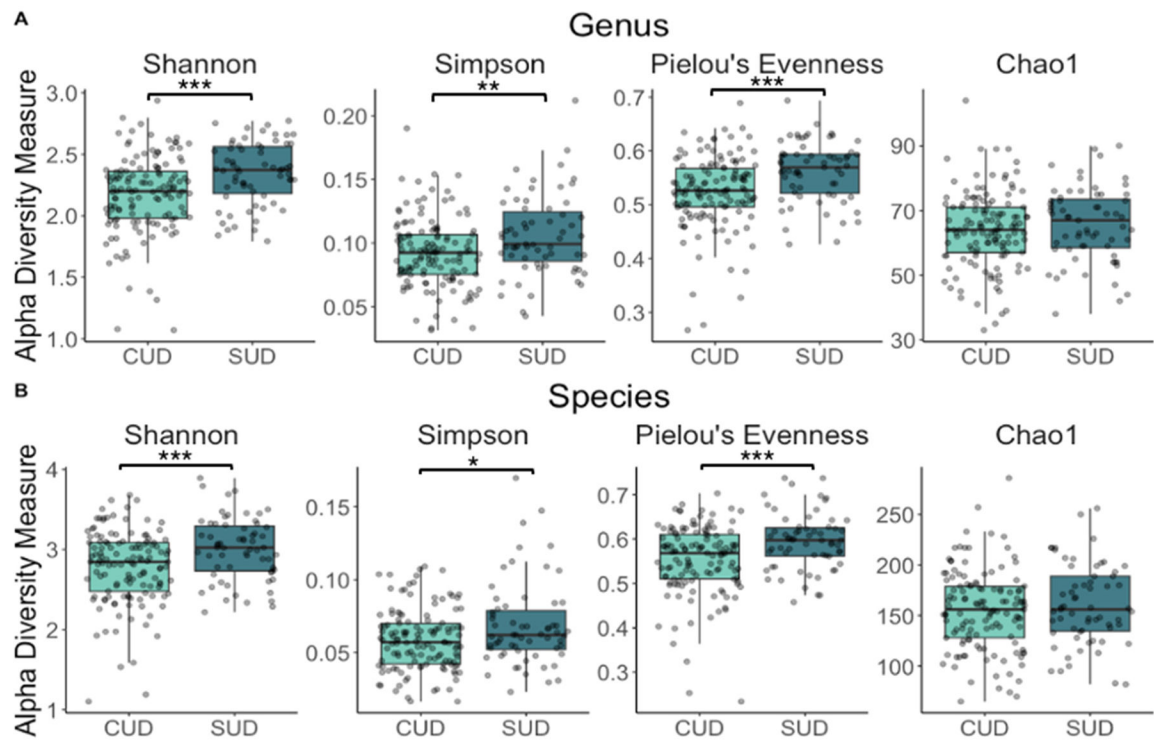 A
Genus
Shannon Simpson Pielou's Evenness Chao1
*** ** ***
Alpha Diversity Measure
3.0
2.5
2.0
1.5
1.0
0.20
0.15
0.10
0.05
0.7
0.6
0.5
0.4
0.3
90
70
50
30
CUD SUD CUD SUD CUD SUD CUD SUD
B
Species
Shannon Simpson Pielou's Evenness Chao1
*** * ***
Alpha Diversity Measure
4
3
2
1
0.15
0.10
0.05
0.7
0.6
0.5
0.4
0.3
250
200
150
100
CUD SUD CUD SUD CUD SUD CUD SUD